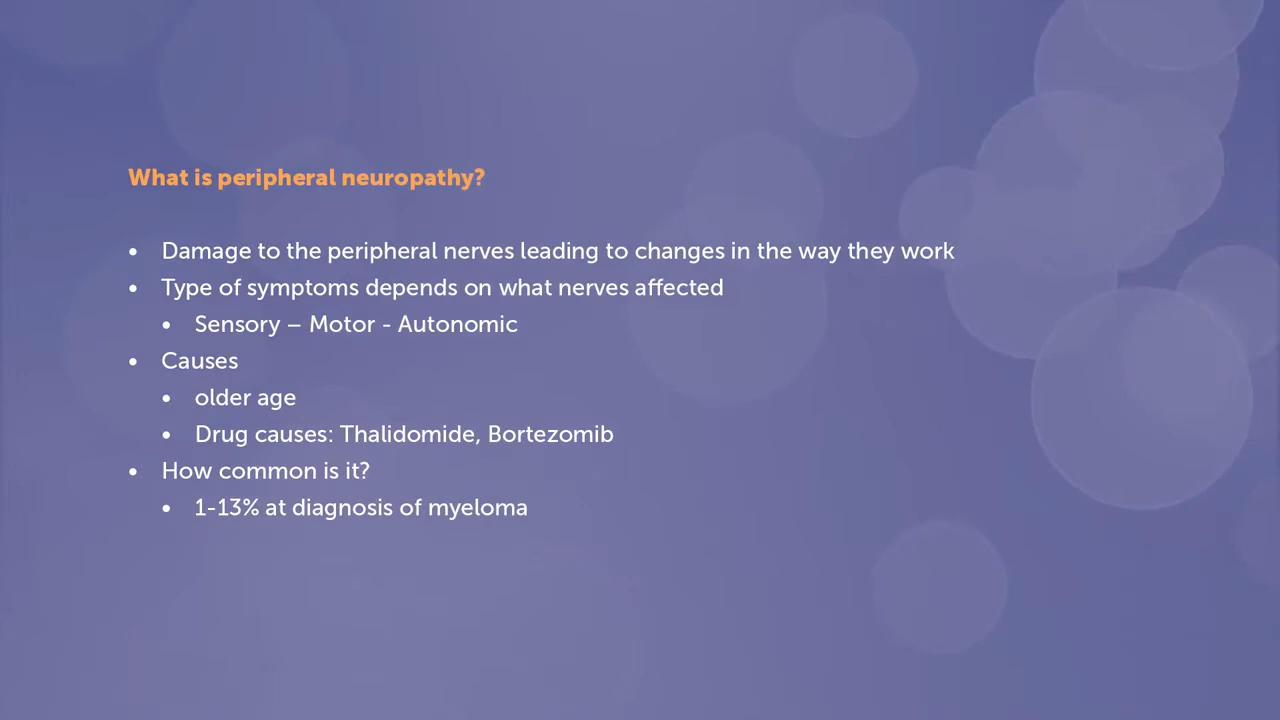 What is peripheral neuropathy?
• Damage to the peripheral nerves leading to changes in the way they work
• Type of symptoms depends on what nerves affected
• Sensory – Motor - Autonomic
• Causes
• older age
• Drug causes: Thalidomide, Bortezomib
• How common is it?
• 1-13% at diagnosis of myeloma